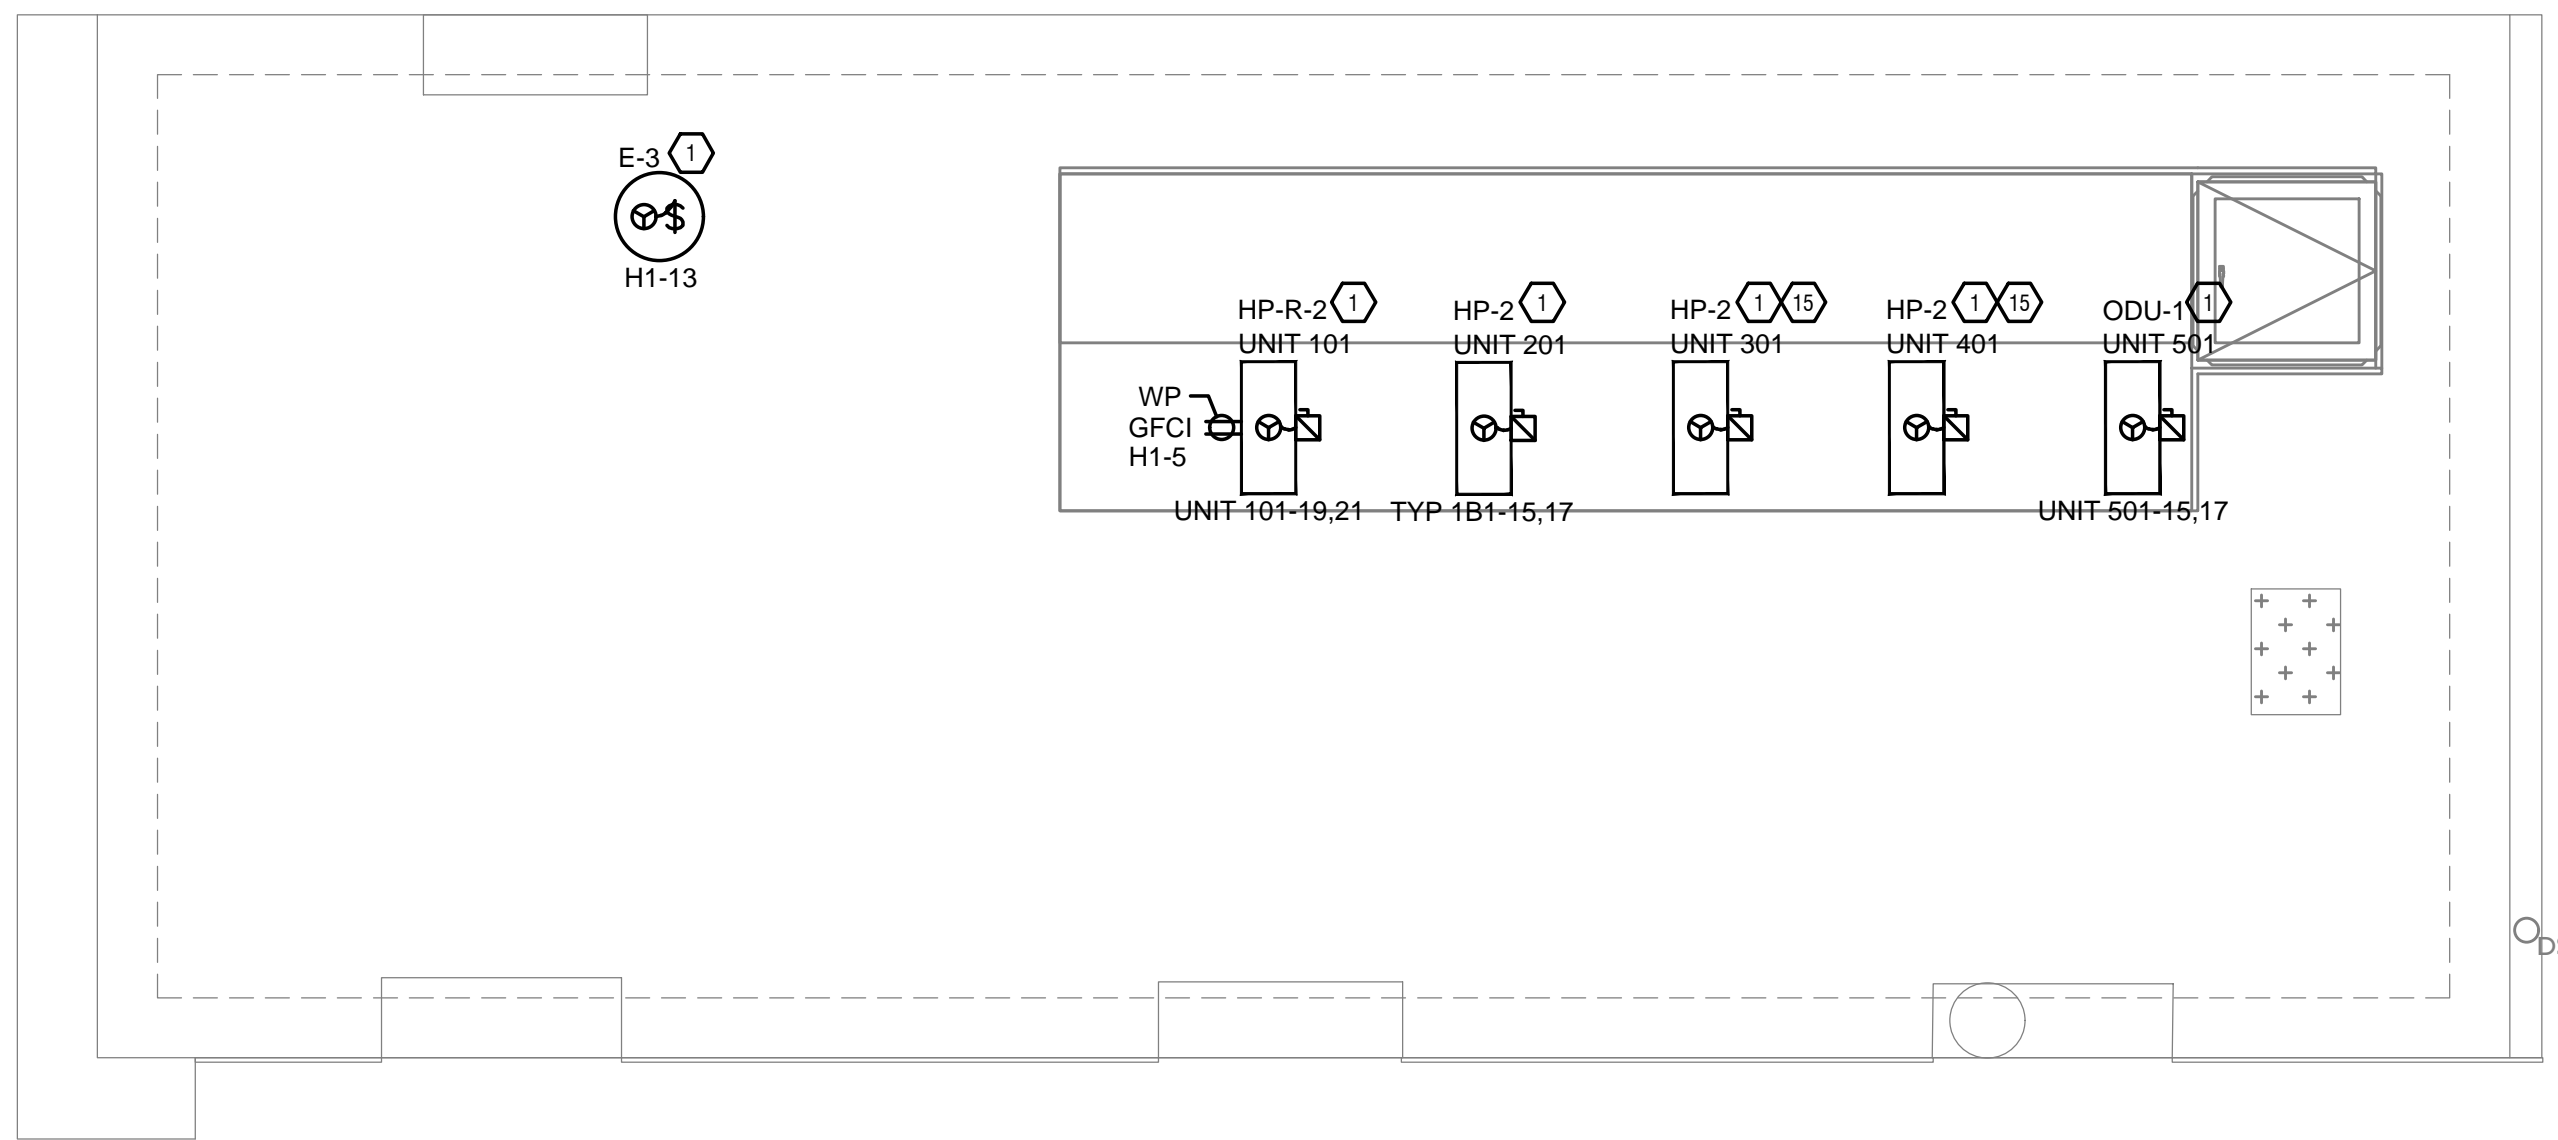 E-3 1
$
H1-13
HP-R-2 1
UNIT 101
HP-2 1
UNIT 201
HP-2 1 15
UNIT 301
HP-2 1 15
UNIT 401
ODU-1 1
UNIT 501
WP
GFCI
H1-5
UNIT 101-19,21
TYP 1B1-15,17
UNIT 501-15,17